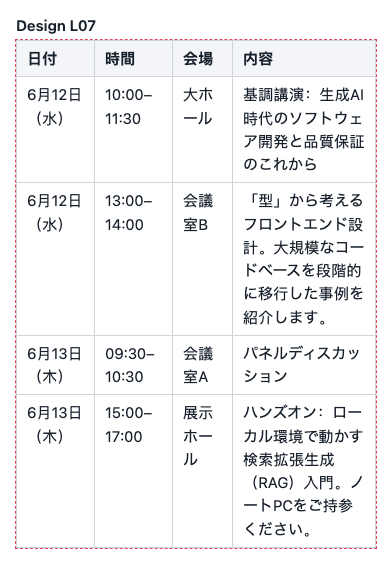 Design L07
日付 時間 会場 内容
6月12日
（水）
10:00–
11:30
大ホ
ール
基調講演：生成AI
時代のソフトウェ
ア開発と品質保証
のこれから
6月12日
（水）
13:00–
14:00
会議
室B
「型」から考える
フロントエンド設
計。大規模なコー
ドベースを段階的
に移行した事例を
紹介します。
6月13日
（木）
09:30–
10:30
会議
室A
パネルディスカッ
ション
6月13日
（木）
15:00–
17:00
展示
ホー
ル
ハンズオン：ロー
カル環境で動かす
検索拡張生成
（RAG）入門。ノ
ートPCをご持参
ください。